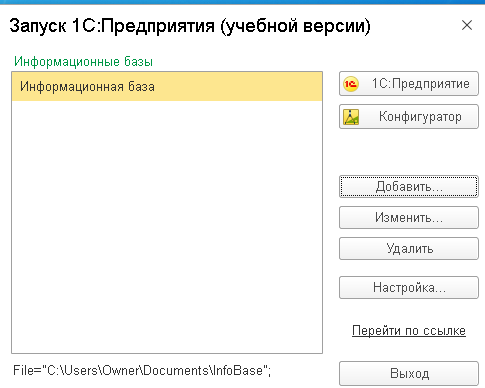 Запуск 1С:Предприятия (учебной версии)
Информационные базы
Информационная база
1С:Предприятие
Конфигуратор
Добавить...
Изменить...
Удалить
Настройка...
Перейти по ссылке
File="C:\Users\Owner\Documents\InfoBase";
Выход